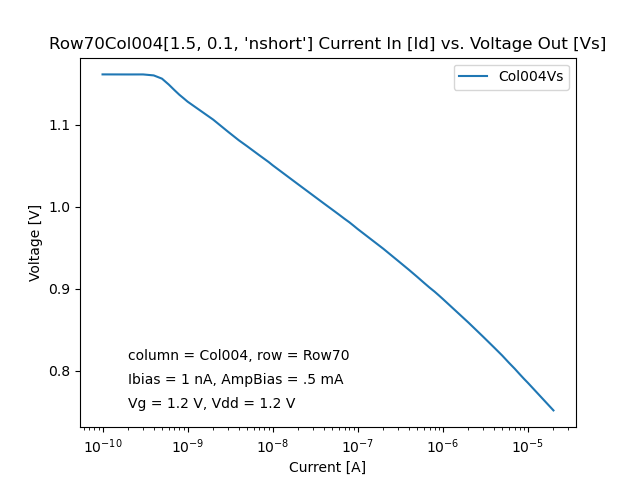 Row70Col004[1.5, 0.1, 'nshort'] Current In [Id] vs. Voltage Out [Vs]
Col004Vs
1.1
1.0
0.9
0.8
Voltage [V]
column = Col004, row = Row70
Ibias = 1 nA, AmpBias = .5 mA
Vg = 1.2 V, Vdd = 1.2 V
10⁻¹⁰ 10⁻⁹ 10⁻⁸ 10⁻⁷ 10⁻⁶ 10⁻⁵
Current [A]